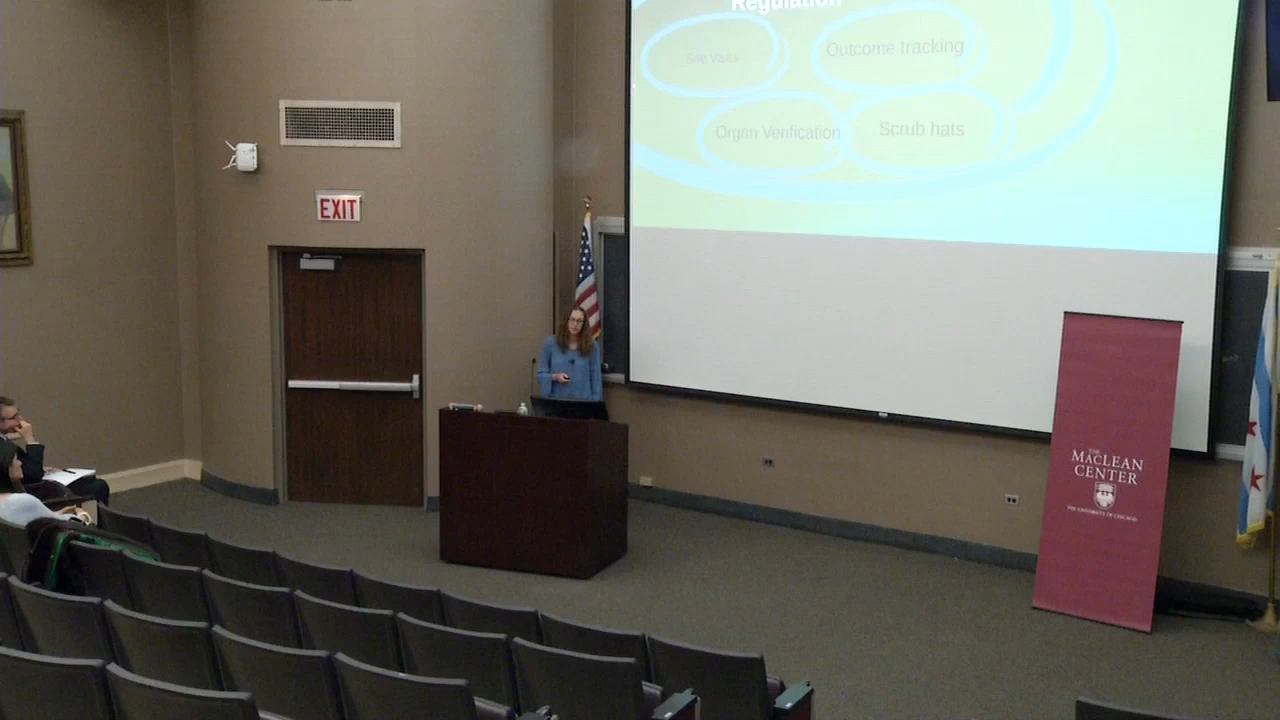 Regulation
Site Visits
Outcome tracking
Organ Verification
Scrub hats
EXIT
THE
MACLEAN
CENTER
THE UNIVERSITY OF CHICAGO